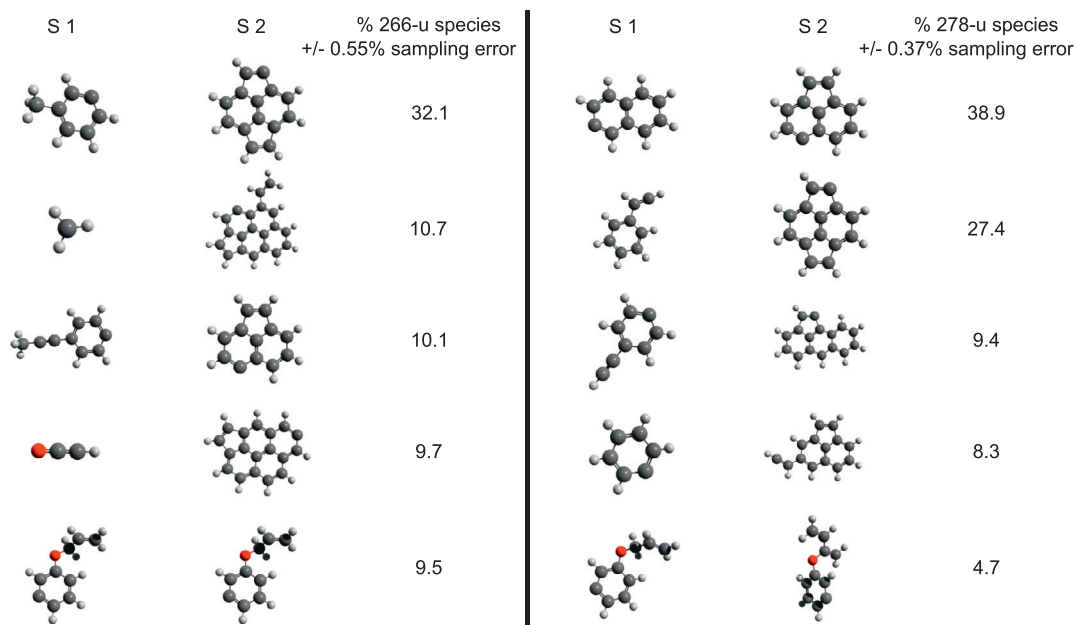 S 1 S 2 % 266-u species
+/- 0.55% sampling error
32.1
10.7
10.1
9.7
9.5
S 1 S 2 % 278-u species
+/- 0.37% sampling error
38.9
27.4
9.4
8.3
4.7